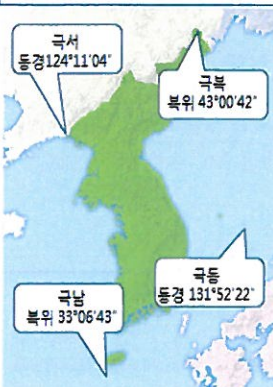 극서
동경124°11′04″
극북
북위 43°00′42″
극동
동경 131°52′22″
극남
북위 33°06′43″